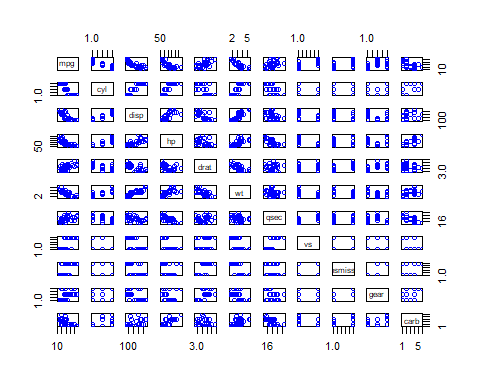 1.0 50 2 5 1.0 1.0
mpg 10
1.0 cyl
disp 100
50 hp
drat 3.0
2 wt
qsec 16
1.0 vs
smiss 1.0
1.0 gear
carb 1
10 100 3.0 16 1.0 1 5